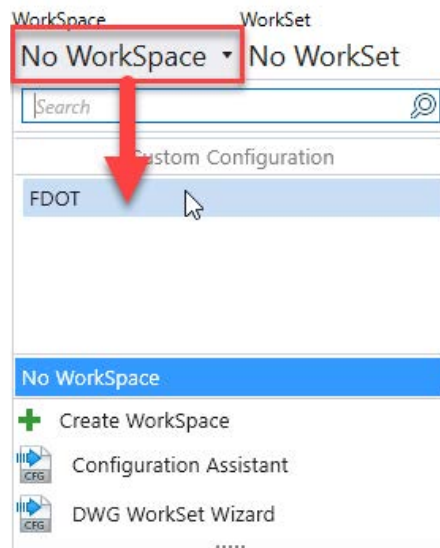 WorkSpace WorkSet
No WorkSpace No WorkSet
Search
Custom Configuration
FDOT
No WorkSpace
Create WorkSpace
CFG Configuration Assistant
CFG DWG WorkSet Wizard